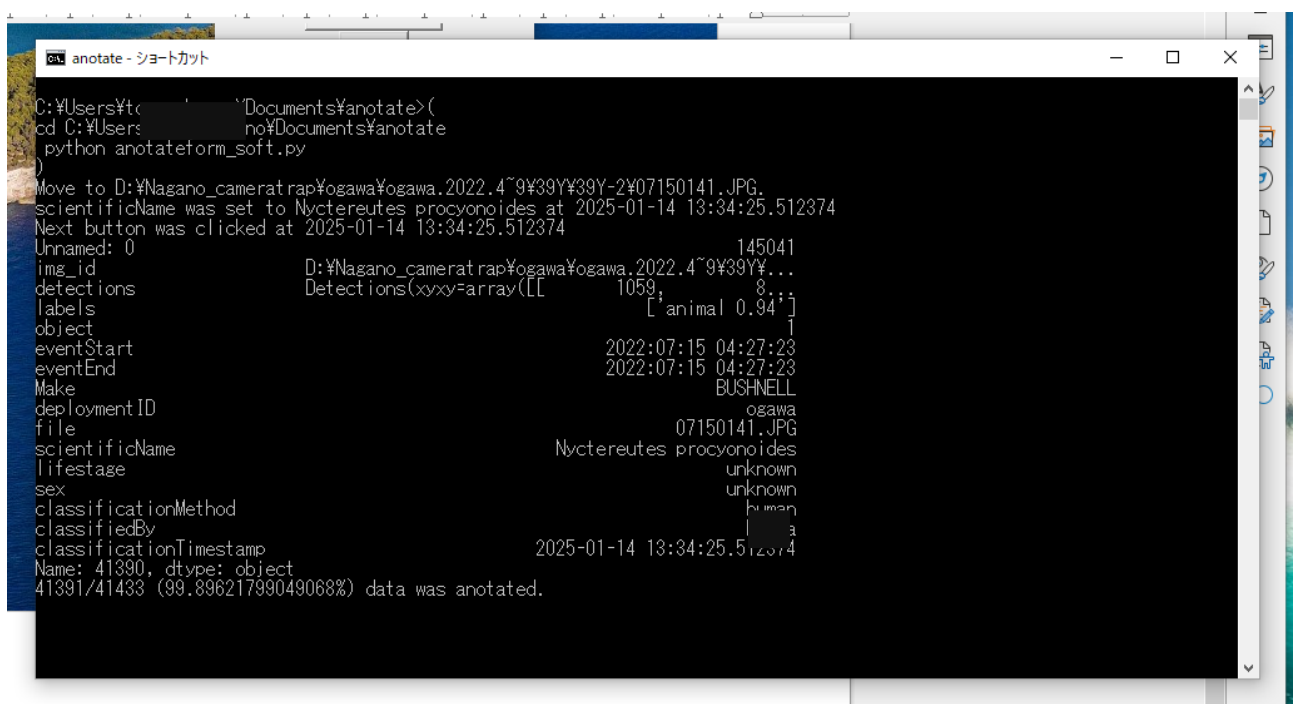 anotate - ショートカット
C:¥Users¥to ¥Documents¥anotate>(
cd C:¥Users no¥Documents¥anotate
python anotateform_soft.py
)
Move to D:¥Nagano_cameratrap¥ogawa¥ogawa.2022.4~9¥39Y¥39Y-2¥07150141.JPG.
scientificName was set to Nyctereutes procyonoides at 2025-01-14 13:34:25.512374
Next button was clicked at 2025-01-14 13:34:25.512374
Unnamed: 0 145041
img_id D:¥Nagano_cameratrap¥ogawa¥ogawa.2022.4~9¥39Y¥...
detections Detections(xyxy=array([[ 1059, 8...
labels ['animal 0.94']
object 1
eventStart 2022:07:15 04:27:23
eventEnd 2022:07:15 04:27:23
Make BUSHNELL
deploymentID ogawa
file 07150141.JPG
scientificName Nyctereutes procyonoides
lifestage unknown
sex unknown
classificationMethod human
classifiedBy a
classificationTimestamp 2025-01-14 13:34:25.512374
Name: 41390, dtype: object
41391/41433 (99.89621799049068%) data was anotated.